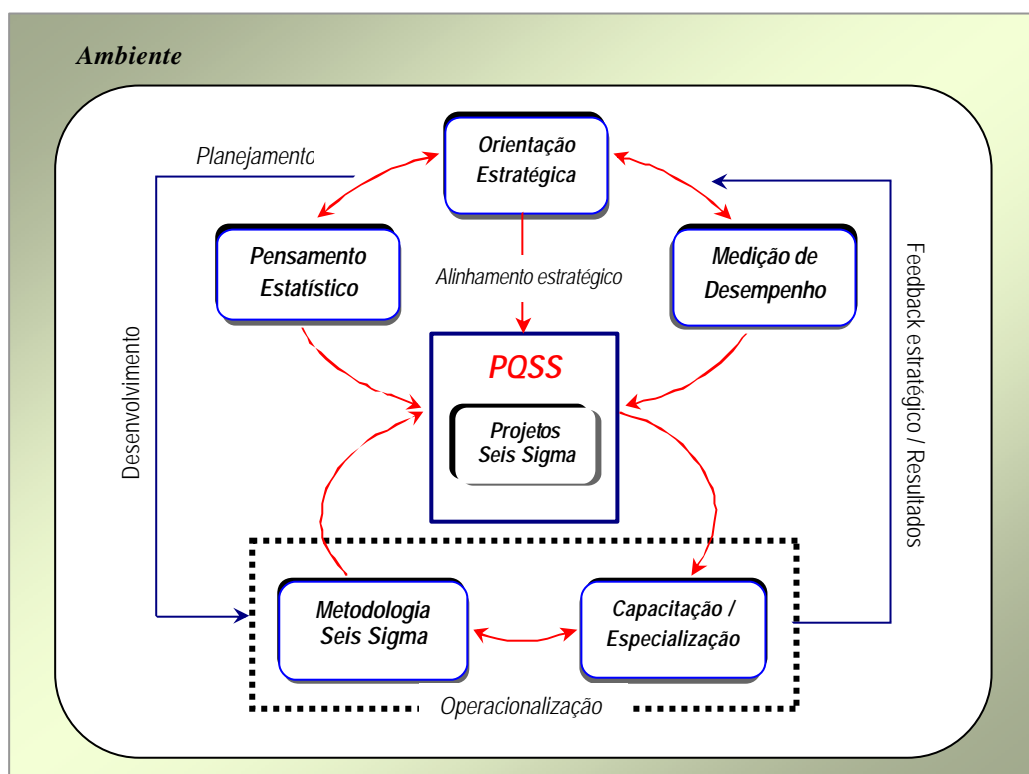 Ambiente
Planejamento
Orientação
Estratégica
Pensamento
Estatístico
Medição de
Desempenho
Alinhamento estratégico
PQSS
Projetos
Seis Sigma
Desenvolvimento
Feedback estratégico / Resultados
Metodologia
Seis Sigma
Capacitação /
Especialização
Operacionalização